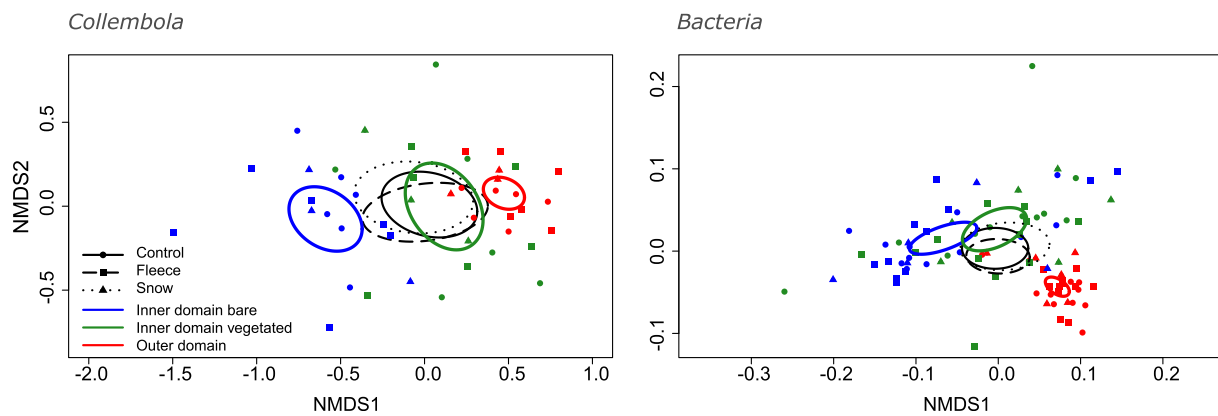 Collembola
Bacteria
NMDS2
0.5
0.0
-0.5
Control
Fleece
Snow
Inner domain bare
Inner domain vegetated
Outer domain
-2.0 -1.5 -1.0 -0.5 0.0 0.5 1.0
NMDS1
0.2
0.1
0.0
-0.1
-0.3 -0.2 -0.1 0.0 0.1 0.2
NMDS1